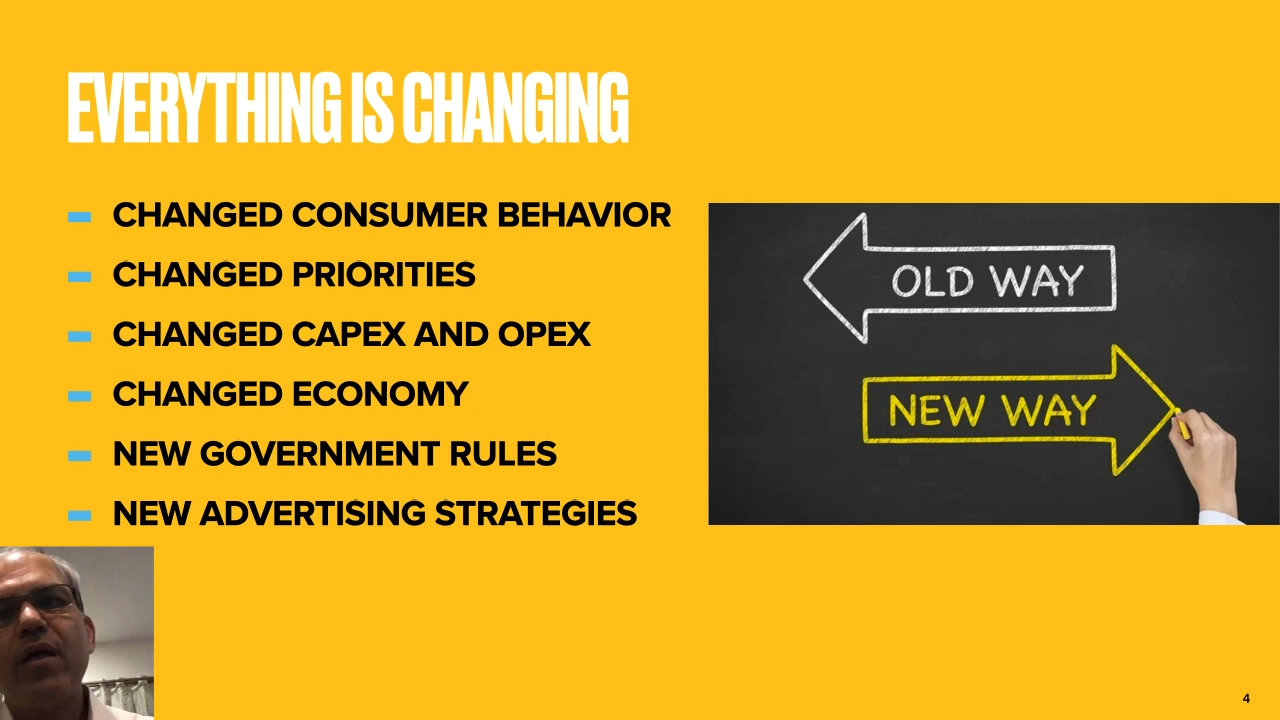 EVERYTHING IS CHANGING
CHANGED CONSUMER BEHAVIOR
CHANGED PRIORITIES
CHANGED CAPEX AND OPEX
CHANGED ECONOMY
NEW GOVERNMENT RULES
NEW ADVERTISING STRATEGIES
OLD WAY
NEW WAY
4